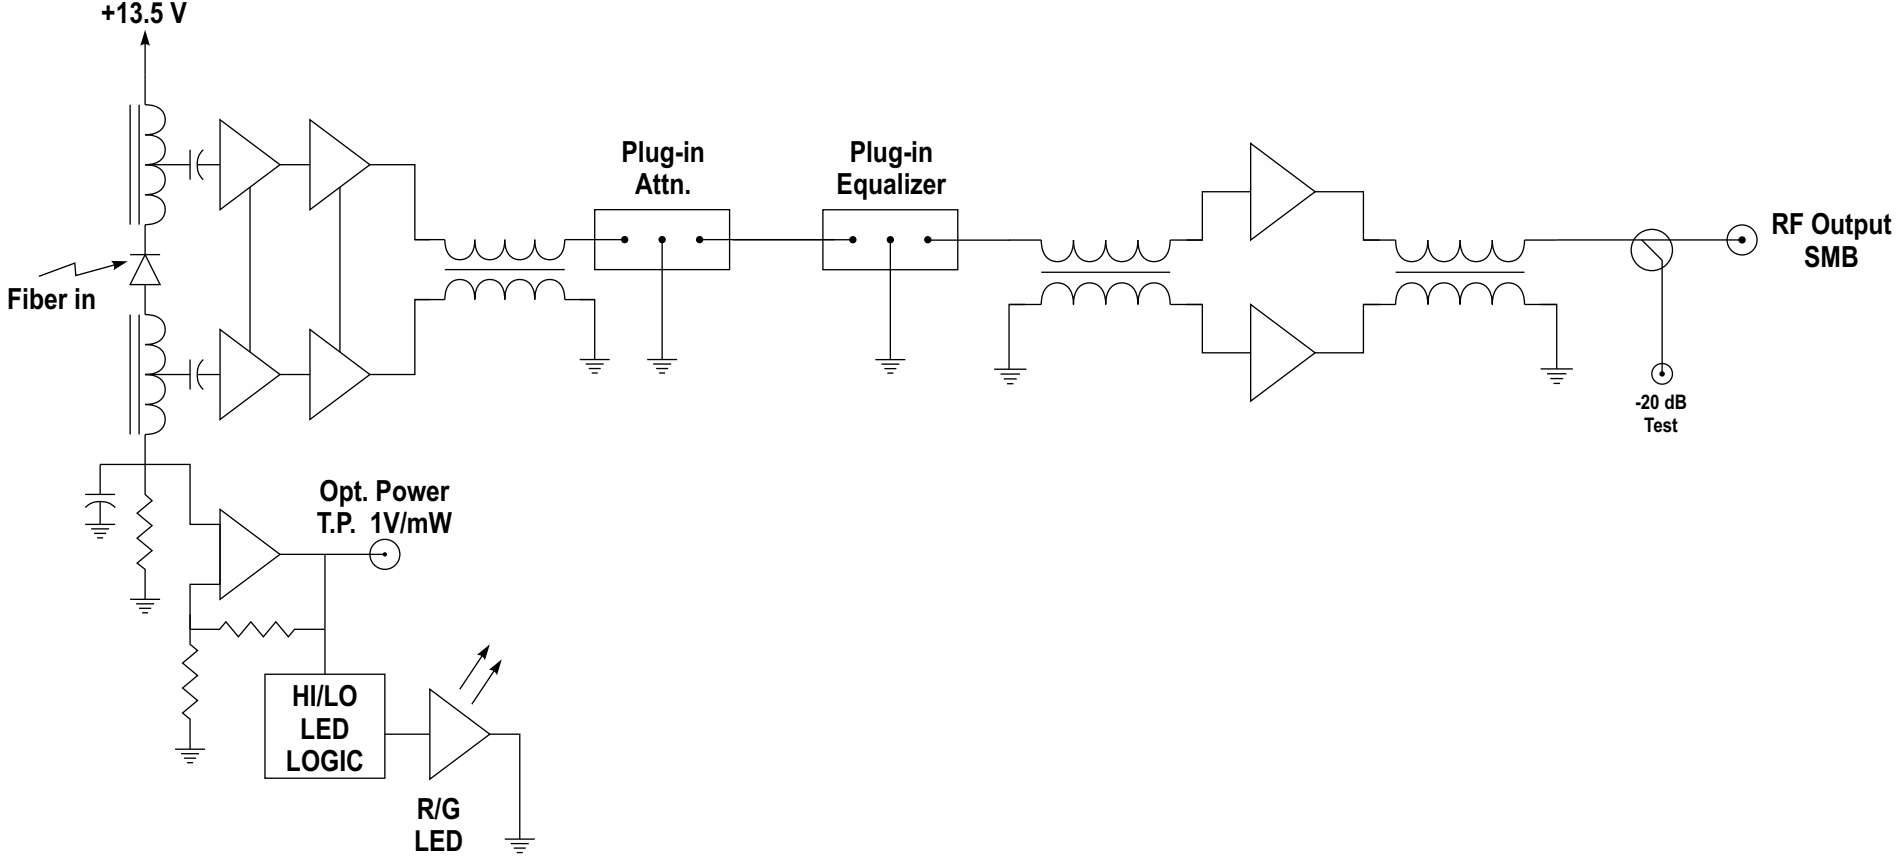 +13.5 V
Fiber in
Plug-in
Attn.
Plug-in
Equalizer
RF Output
SMB
-20 dB
Test
Opt. Power
T.P. 1V/mW
HI/LO
LED
LOGIC
R/G
LED